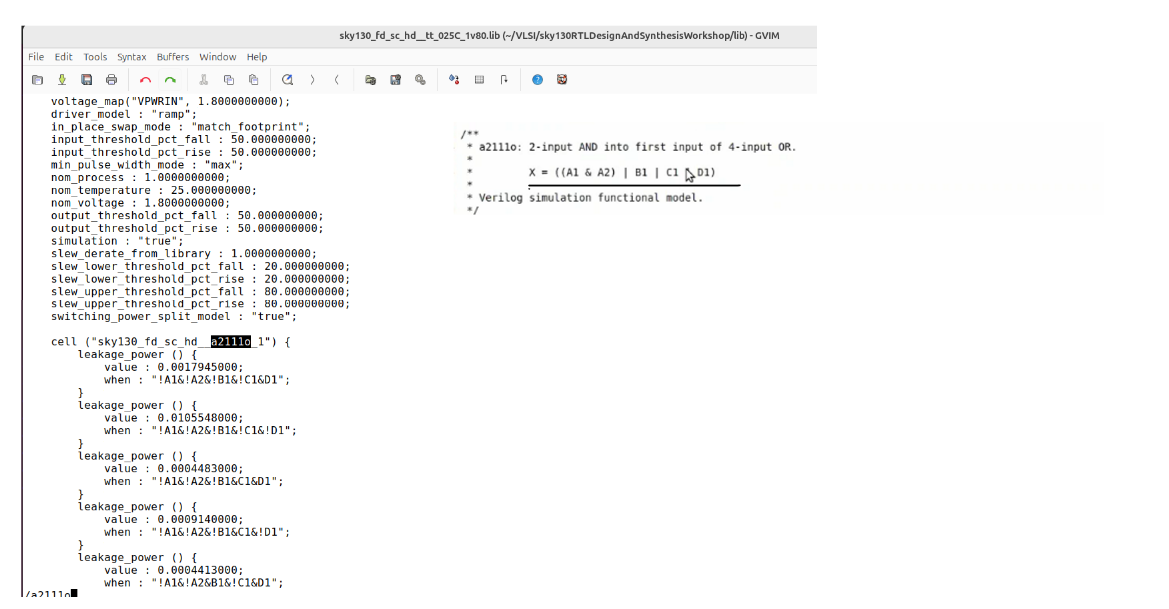 sky130_fd_sc_hd__tt_025C_1v80.lib (~/VLSI/sky130RTLDesignAndSynthesisWorkshop/lib) - GVIM
File Edit Tools Syntax Buffers Window Help
voltage_map("VPWRIN", 1.8000000000);
driver_model : "ramp";
in_place_swap_mode : "match_footprint";
input_threshold_pct_fall : 50.000000000;
input_threshold_pct_rise : 50.000000000;
min_pulse_width_mode : "max";
nom_process : 1.0000000000;
nom_temperature : 25.000000000;
nom_voltage : 1.8000000000;
output_threshold_pct_fall : 50.000000000;
output_threshold_pct_rise : 50.000000000;
simulation : "true";
slew_derate_from_library : 1.0000000000;
slew_lower_threshold_pct_fall : 20.000000000;
slew_lower_threshold_pct_rise : 20.000000000;
slew_upper_threshold_pct_fall : 80.000000000;
slew_upper_threshold_pct_rise : 80.000000000;
switching_power_split_model : "true";
cell ("sky130_fd_sc_hd__a2111o_1") {
leakage_power () {
value : 0.0017945000;
when : "!A1&!A2&!B1&!C1&D1";
}
leakage_power () {
value : 0.0105548000;
when : "!A1&!A2&!B1&!C1&!D1";
}
leakage_power () {
value : 0.0004483000;
when : "!A1&!A2&!B1&C1&D1";
}
leakage_power () {
value : 0.0009140000;
when : "!A1&!A2&!B1&C1&!D1";
}
leakage_power () {
value : 0.0004413000;
when : "!A1&!A2&B1&!C1&D1";
/a2111o
/**
* a2111o: 2-input AND into first input of 4-input OR.
*
* X = ((A1 & A2) | B1 | C1 | D1)
*
* Verilog simulation functional model.
*/